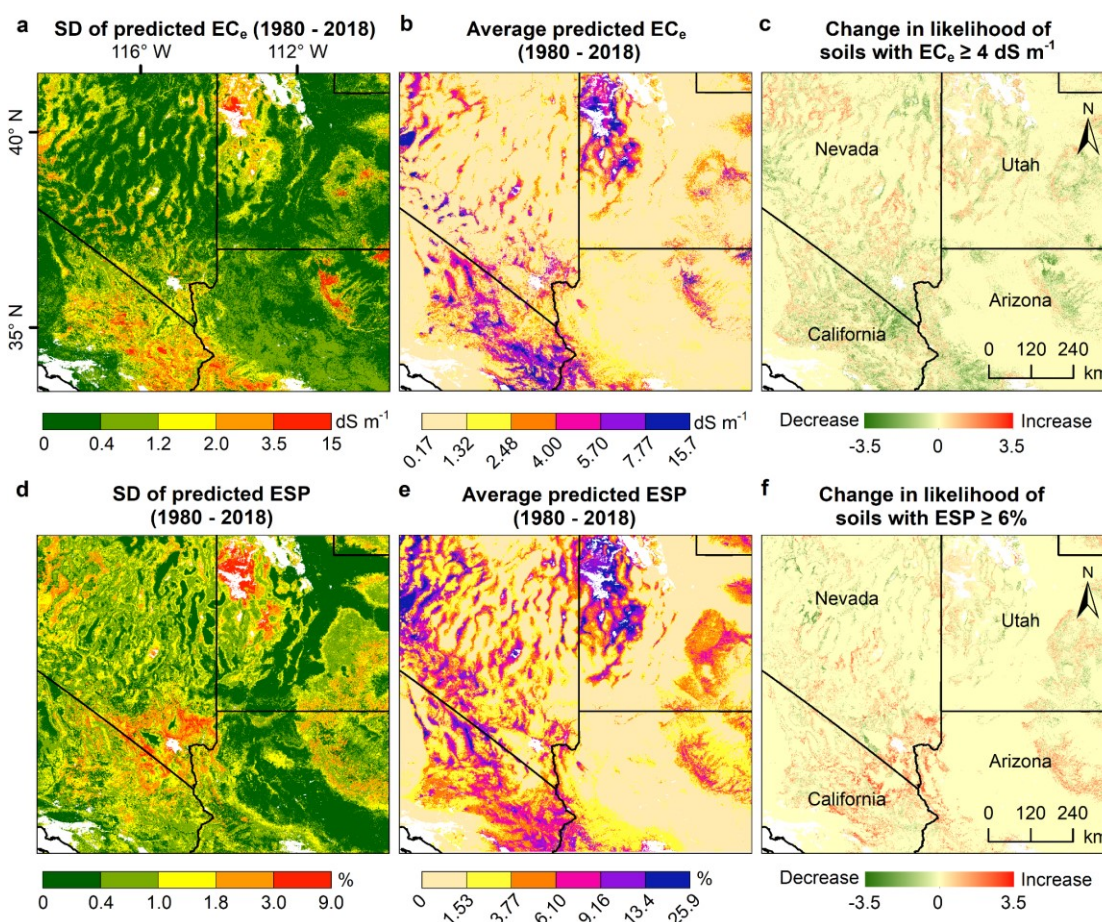 a SD of predicted ECₑ (1980 - 2018)
116° W 112° W
40° N
35° N
0 0.4 1.2 2.0 3.5 15 dS m⁻¹
b Average predicted ECₑ
(1980 - 2018)
0.17 1.32 2.48 4.00 5.70 7.77 15.7 dS m⁻¹
c Change in likelihood of
soils with ECₑ ≥ 4 dS m⁻¹
N
Nevada
Utah
Arizona
California
0 120 240
km
Decrease Increase
-3.5 0 3.5
d SD of predicted ESP
(1980 - 2018)
0 0.4 1.0 1.8 3.0 9.0 %
e Average predicted ESP
(1980 - 2018)
0 1.53 3.77 6.10 9.16 13.4 25.9 %
f Change in likelihood of
soils with ESP ≥ 6%
N
Nevada
Utah
Arizona
California
0 120 240
km
Decrease Increase
-3.5 0 3.5